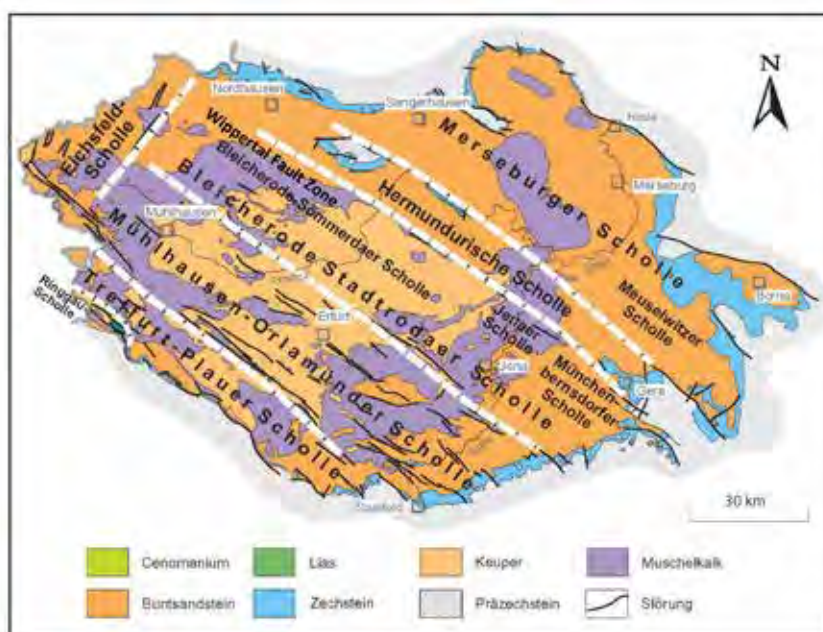 N
Nordhausen
Sangerhausen
Halle
Merseburg
Eichsfeld-
Scholle
Wippertal Fault Zone
Bleicherode-Sömmerdaer Scholle
Merseburger Scholle
Hermundurische Scholle
Mühlhausen
Bleicherode-Stadtrodaer Scholle
Mühlhausen-Orlamünder Scholle
Treffurt-Plauer Scholle
Ringgau-
Scholle
Erfurt
Jenaer
Scholle
Jena
Meuselwitzer
Scholle
Borna
München-
bernsdorfer
Scholle
Gera
Saalfeld
30 km
Cenomanium
Lias
Keuper
Muschelkalk
Buntsandstein
Zechstein
Präzechstein
Störung